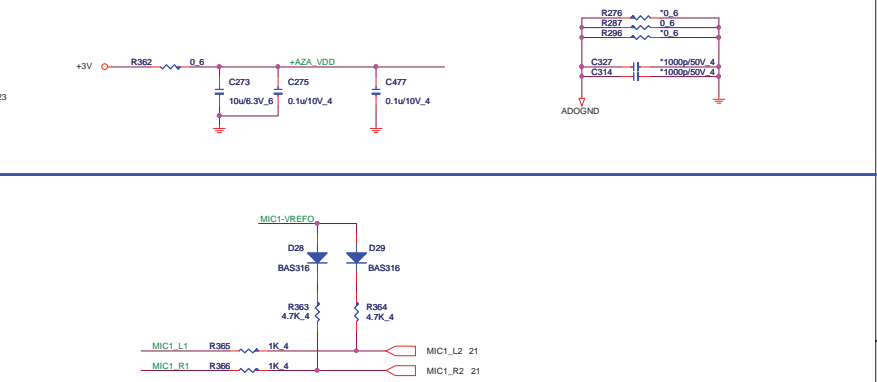 R276 *0_6
R287 0_6
R296 *0_6
+3V R362 0_6 +AZA_VDD
C327 *1000p/50V_4
C314 *1000p/50V_4
C273 C275 C477
10u/6.3V_6 0.1u/10V_4 0.1u/10V_4
23
ADOGND
MIC1-VREFO
D28 D29
BAS316 BAS316
R363 R364
4.7K_4 4.7K_4
MIC1_L1 R365 1K_4 MIC1_L2 21
MIC1_R1 R366 1K_4 MIC1_R2 21